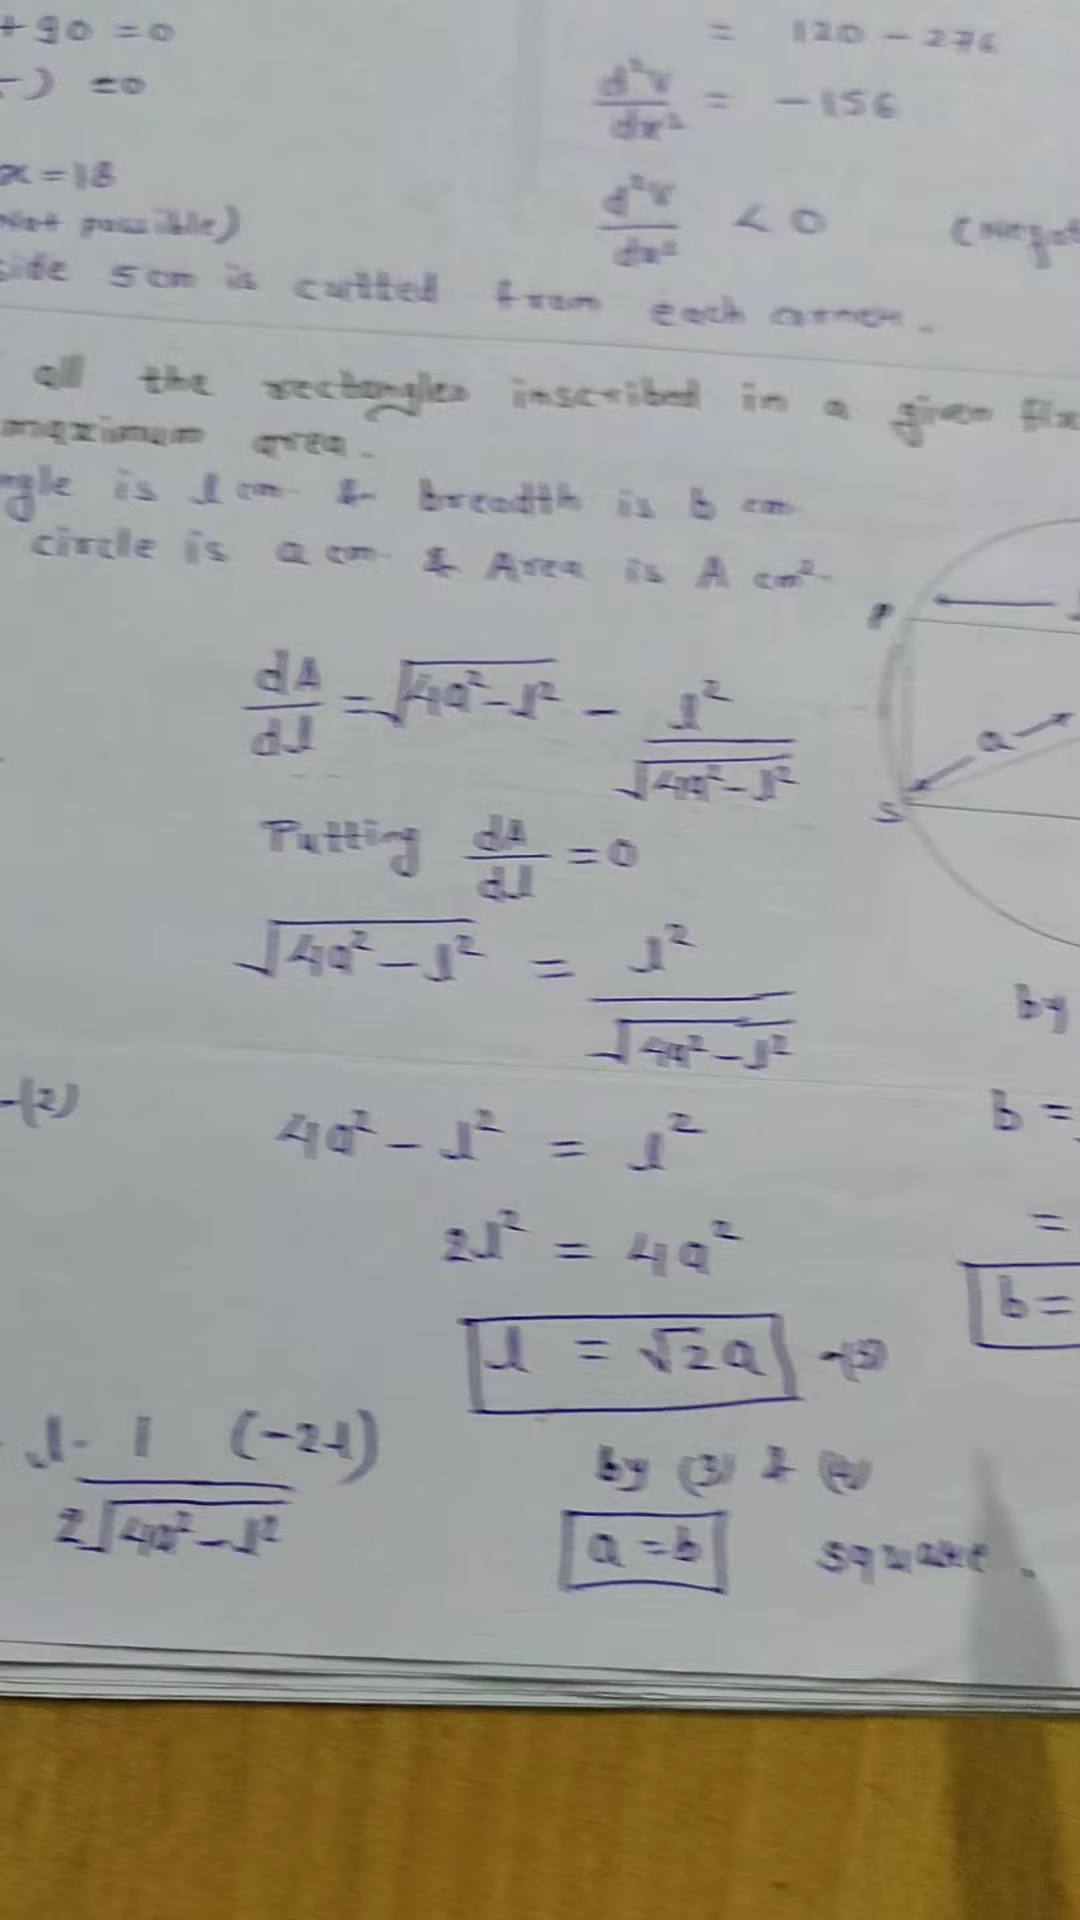 + 90 = 0
= 120 - 276
-) = 0
d²V/dx² = - 156
x = 18
Not possible)
d²V/dx² < 0
side 5 cm is cutted from each corner.
all the rectangles inscribed in a given fix
maximum area.
ngle is l cm & breadth is b cm
circle is a cm & Area is A cm².
P
dA/dl = √(4a² - l²) - l²/√(4a² - l²)
a
S
Putting dA/dl = 0
√(4a² - l²) = l²/√(4a² - l²)
by
-(2)
4a² - l² = l²
b =
2l² = 4a²
=
l = √2 a -(3)
b =
l · 1 (-2l)/2√(4a² - l²)
by (3) & (4)
a = b square.